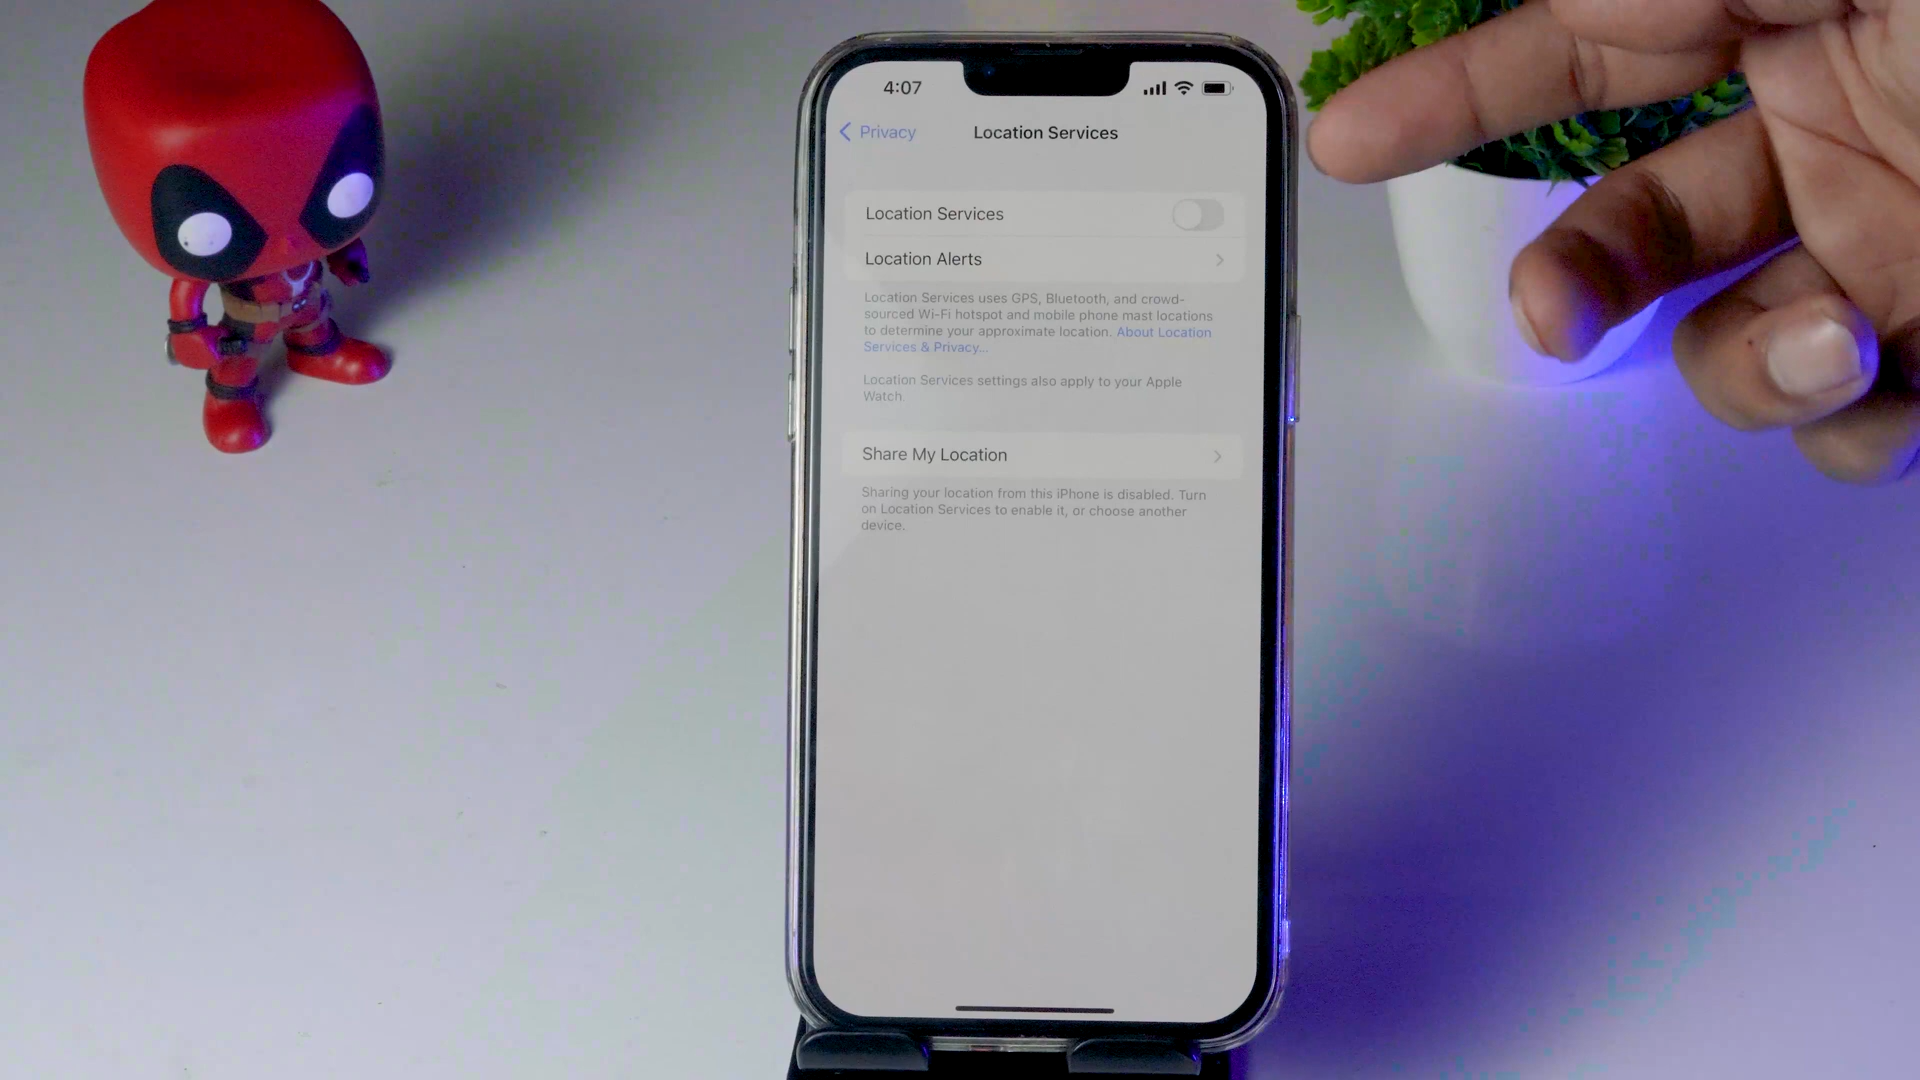 4:07
Privacy
Location Services
Location Services
Location Alerts
Location Services uses GPS, Bluetooth, and crowd-
sourced Wi-Fi hotspot and mobile phone mast locations
to determine your approximate location. About Location
Services & Privacy...
Location Services settings also apply to your Apple
Watch.
Share My Location
Sharing your location from this iPhone is disabled. Turn
on Location Services to enable it, or choose another
device.